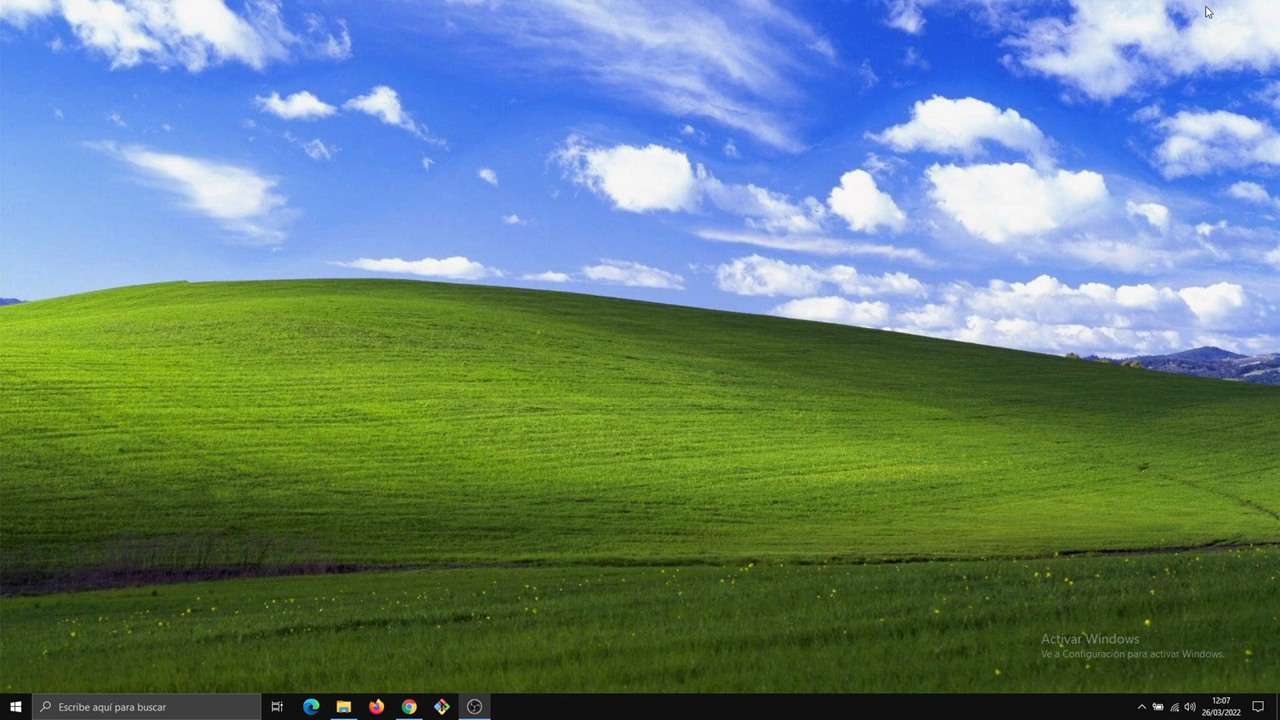 Activar Windows
Ve a Configuración para activar Windows.
Escribe aquí para buscar
12:07
26/03/2022